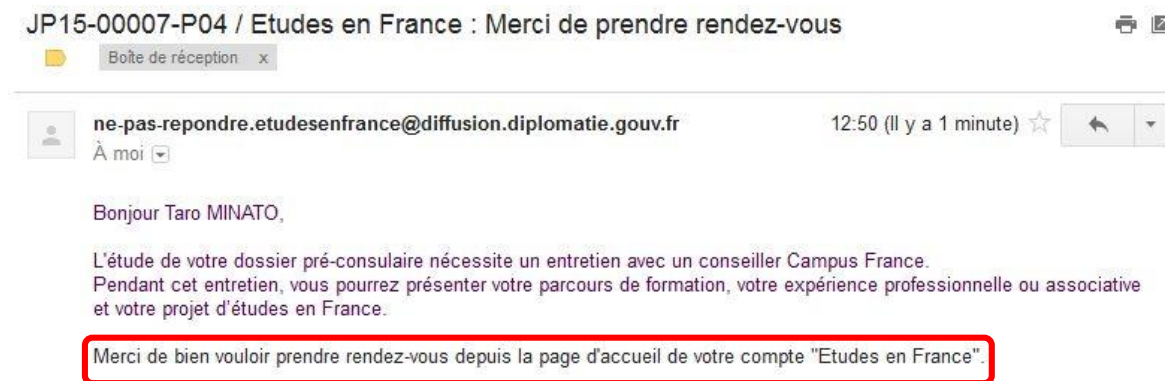 JP15-00007-P04 / Etudes en France : Merci de prendre rendez-vous
Boîte de réception x
ne-pas-repondre.etudesenfrance@diffusion.diplomatie.gouv.fr 12:50 (Il y a 1 minute)
À moi
Bonjour Taro MINATO,
L'étude de votre dossier pré-consulaire nécessite un entretien avec un conseiller Campus France.
Pendant cet entretien, vous pourrez présenter votre parcours de formation, votre expérience professionnelle ou associative
et votre projet d'études en France.
Merci de bien vouloir prendre rendez-vous depuis la page d'accueil de votre compte "Etudes en France".